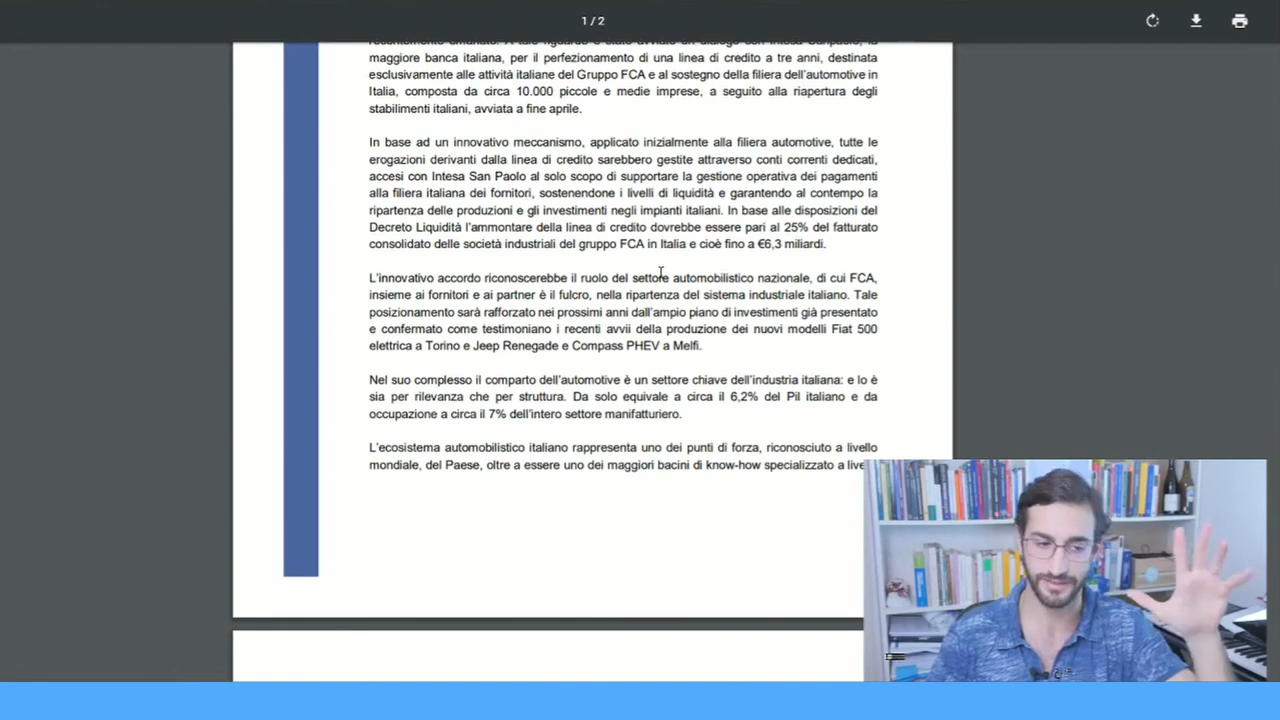 1 / 2
maggiore banca italiana, per il perfezionamento di una linea di credito a tre anni, destinata
esclusivamente alle attività italiane del Gruppo FCA e al sostegno della filiera dell'automotive in
Italia, composta da circa 10.000 piccole e medie imprese, a seguito alla riapertura degli
stabilimenti italiani, avviata a fine aprile.
In base ad un innovativo meccanismo, applicato inizialmente alla filiera automotive, tutte le
erogazioni derivanti dalla linea di credito sarebbero gestite attraverso conti correnti dedicati,
accesi con Intesa San Paolo al solo scopo di supportare la gestione operativa dei pagamenti
alla filiera italiana dei fornitori, sostenendone i livelli di liquidità e garantendo al contempo la
ripartenza delle produzioni e gli investimenti negli impianti italiani. In base alle disposizioni del
Decreto Liquidità l'ammontare della linea di credito dovrebbe essere pari al 25% del fatturato
consolidato delle società industriali del gruppo FCA in Italia e cioè fino a €6,3 miliardi.
L'innovativo accordo riconoscerebbe il ruolo del settore automobilistico nazionale, di cui FCA,
insieme ai fornitori e ai partner è il fulcro, nella ripartenza del sistema industriale italiano. Tale
posizionamento sarà rafforzato nei prossimi anni dall'ampio piano di investimenti già presentato
e confermato come testimoniano i recenti avvii della produzione dei nuovi modelli Fiat 500
elettrica a Torino e Jeep Renegade e Compass PHEV a Melfi.
Nel suo complesso il comparto dell'automotive è un settore chiave dell'industria italiana: e lo è
sia per rilevanza che per struttura. Da solo equivale a circa il 6,2% del Pil italiano e da
occupazione a circa il 7% dell'intero settore manifatturiero.
L'ecosistema automobilistico italiano rappresenta uno dei punti di forza, riconosciuto a livello
mondiale, del Paese, oltre a essere uno dei maggiori bacini di know-how specializzato a live